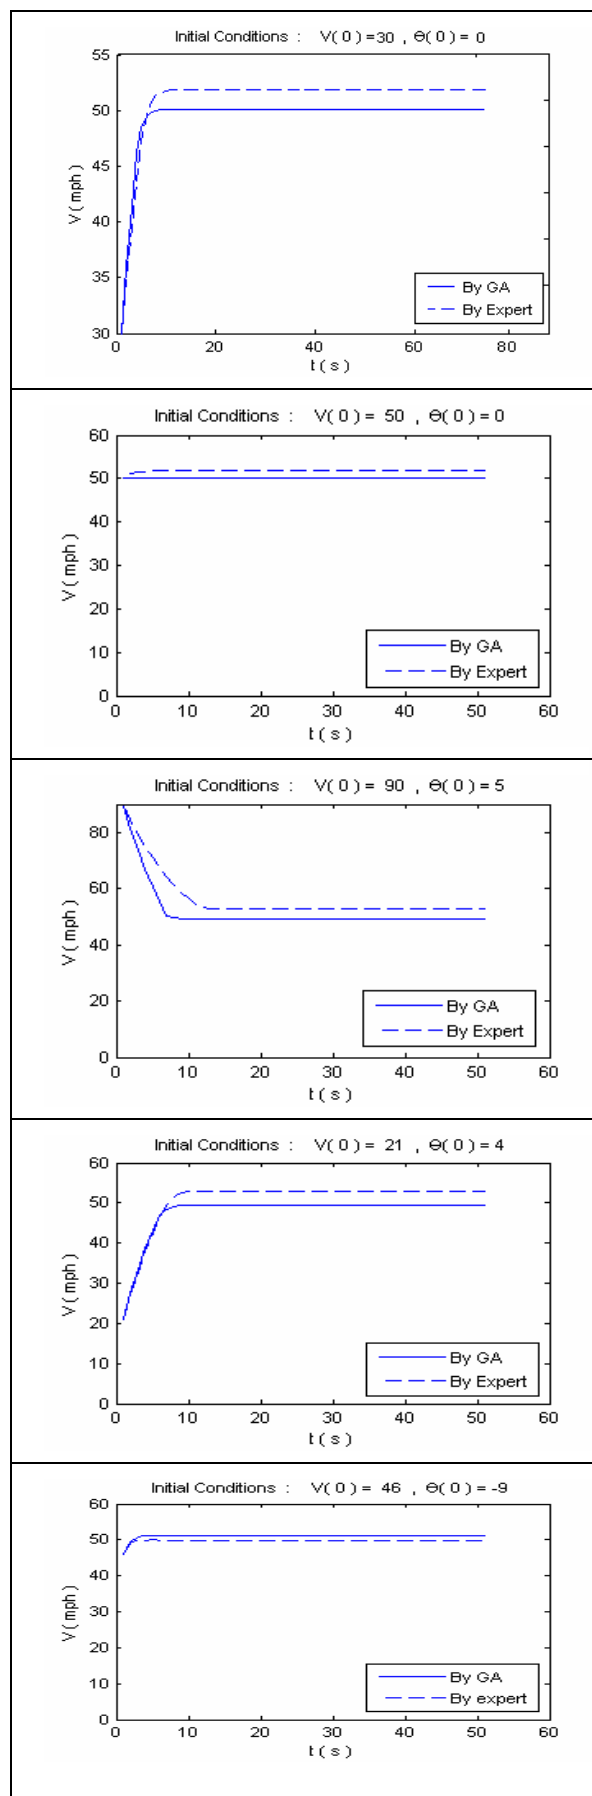 Initial Conditions : V( 0 ) =30 , Θ( 0 ) = 0
55
50
45
40
35
30
V ( mph )
0 20 40 60 80
t ( s )
By GA
By Expert
Initial Conditions : V( 0 ) = 50 , Θ( 0 ) = 0
60
50
40
30
20
10
0
V ( mph )
0 10 20 30 40 50 60
t ( s )
By GA
By Expert
Initial Conditions : V( 0 ) = 90 , Θ( 0 ) = 5
80
60
40
20
0
V ( mph )
0 10 20 30 40 50 60
t ( s )
By GA
By Expert
Initial Conditions : V( 0 ) = 21 , Θ( 0 ) = 4
60
50
40
30
20
10
0
V ( mph )
0 10 20 30 40 50 60
t ( s )
By GA
By Expert
Initial Conditions : V( 0 ) = 46 , Θ( 0 ) = -9
60
50
40
30
20
10
0
V ( mph )
0 10 20 30 40 50 60
t ( s )
By GA
By expert